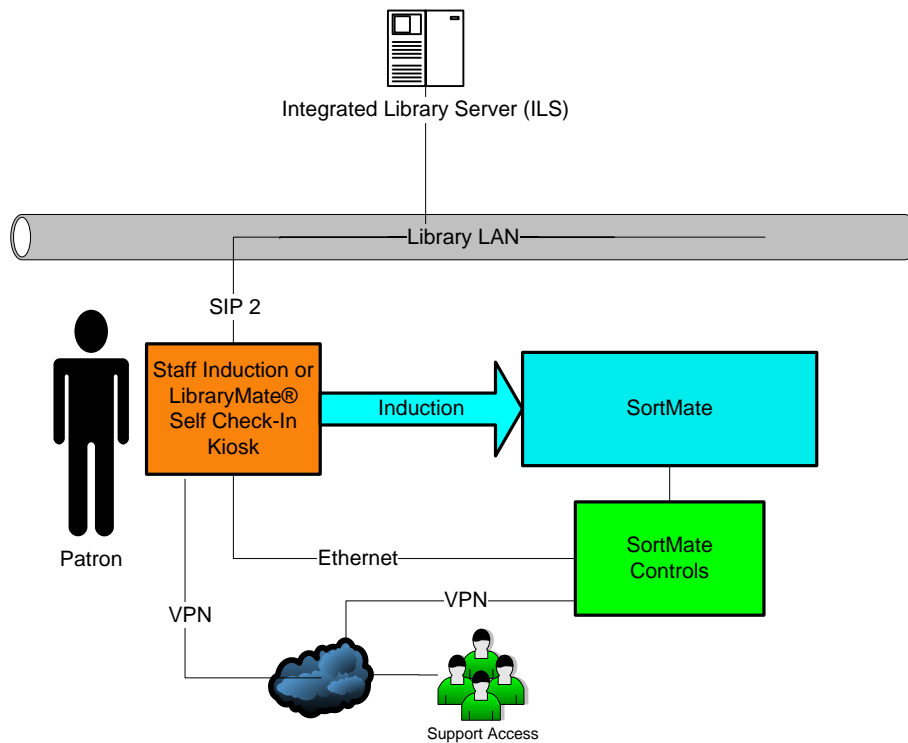 Integrated Library Server (ILS)
Library LAN
SIP 2
Staff Induction or
LibraryMate®
Self Check-In
Kiosk
Induction
SortMate
Patron
Ethernet
SortMate
Controls
VPN
VPN
Support Access